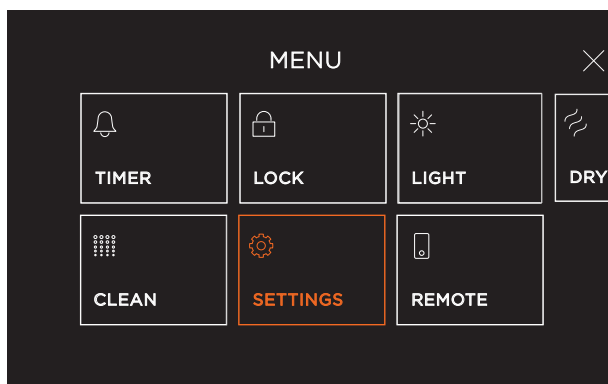 MENU
TIMER
LOCK
LIGHT
DRY
CLEAN
SETTINGS
REMOTE